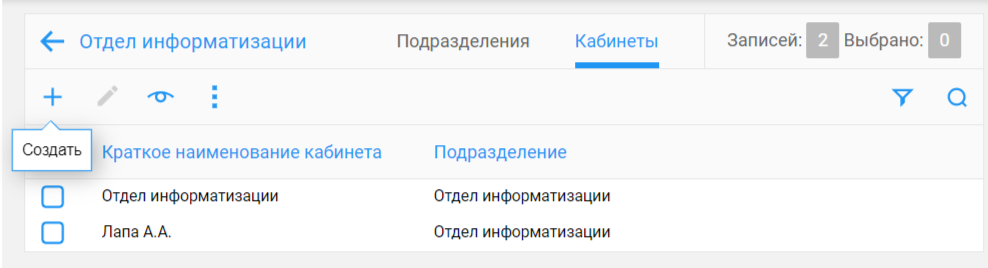 Отдел информатизации Подразделения Кабинеты Записей: 2 Выбрано: 0
Создать Краткое наименование кабинета Подразделение
Отдел информатизации Отдел информатизации
Лапа А.А. Отдел информатизации